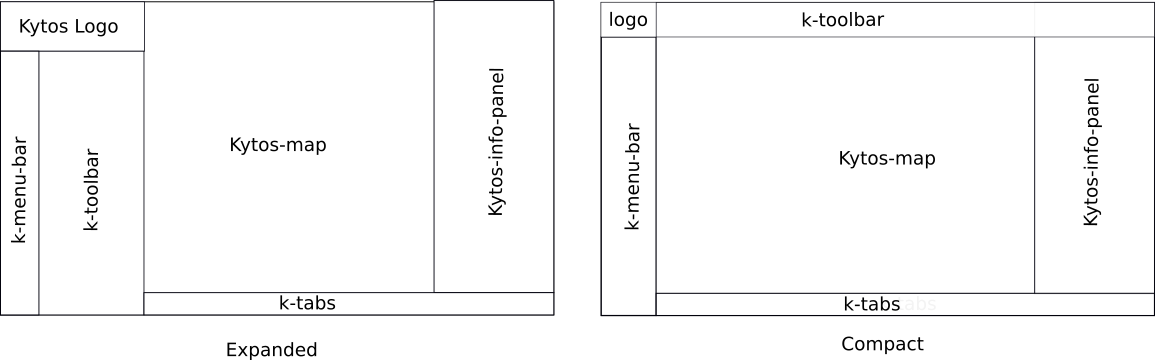 Kytos Logo
k-menu-bar
k-toolbar
Kytos-map
Kytos-info-panel
k-tabs
Expanded
logo
k-toolbar
k-menu-bar
Kytos-map
Kytos-info-panel
k-tabs
Compact